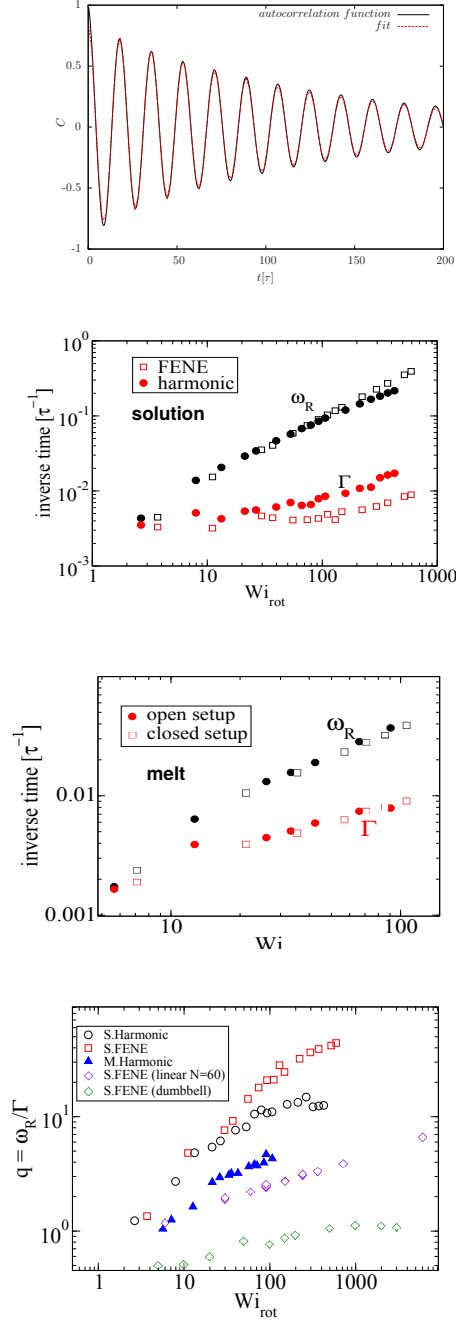 1
autocorrelation function
fit
0.5
C
0
-0.5
-1
0
50
100
150
200
t[τ]
10^0
FENE
harmonic
ω_R
solution
10^-1
inverse time [τ^-1]
10^-2
Γ
10^-3
1
10
100
1000
Wi_rot
open setup
closed setup
ω_R
melt
inverse time [τ^-1]
0.01
Γ
0.001
10
100
Wi
S.Harmonic
S.FENE
M.Harmonic
S.FENE (linear N=60)
S.FENE (dumbbell)
q = ω_R/Γ
10^1
10^0
1
10
100
1000
Wi_rot